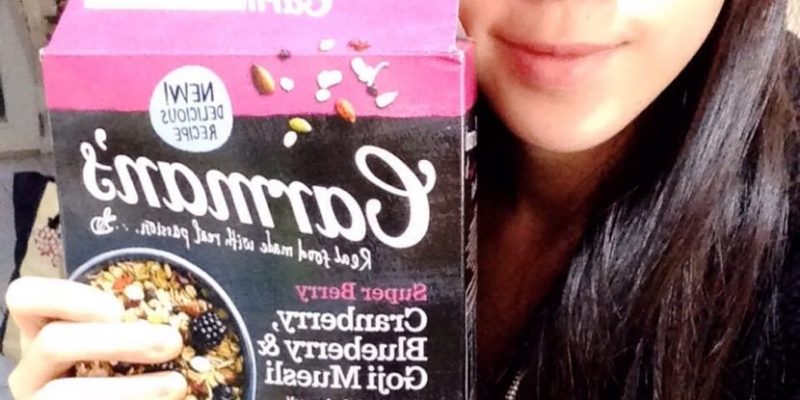 NEW!
DELICIOUS
RECIPE
Carman's
Real food made with real passion...
Super Berry
Cranberry,
Blueberry &
Goji Muesli